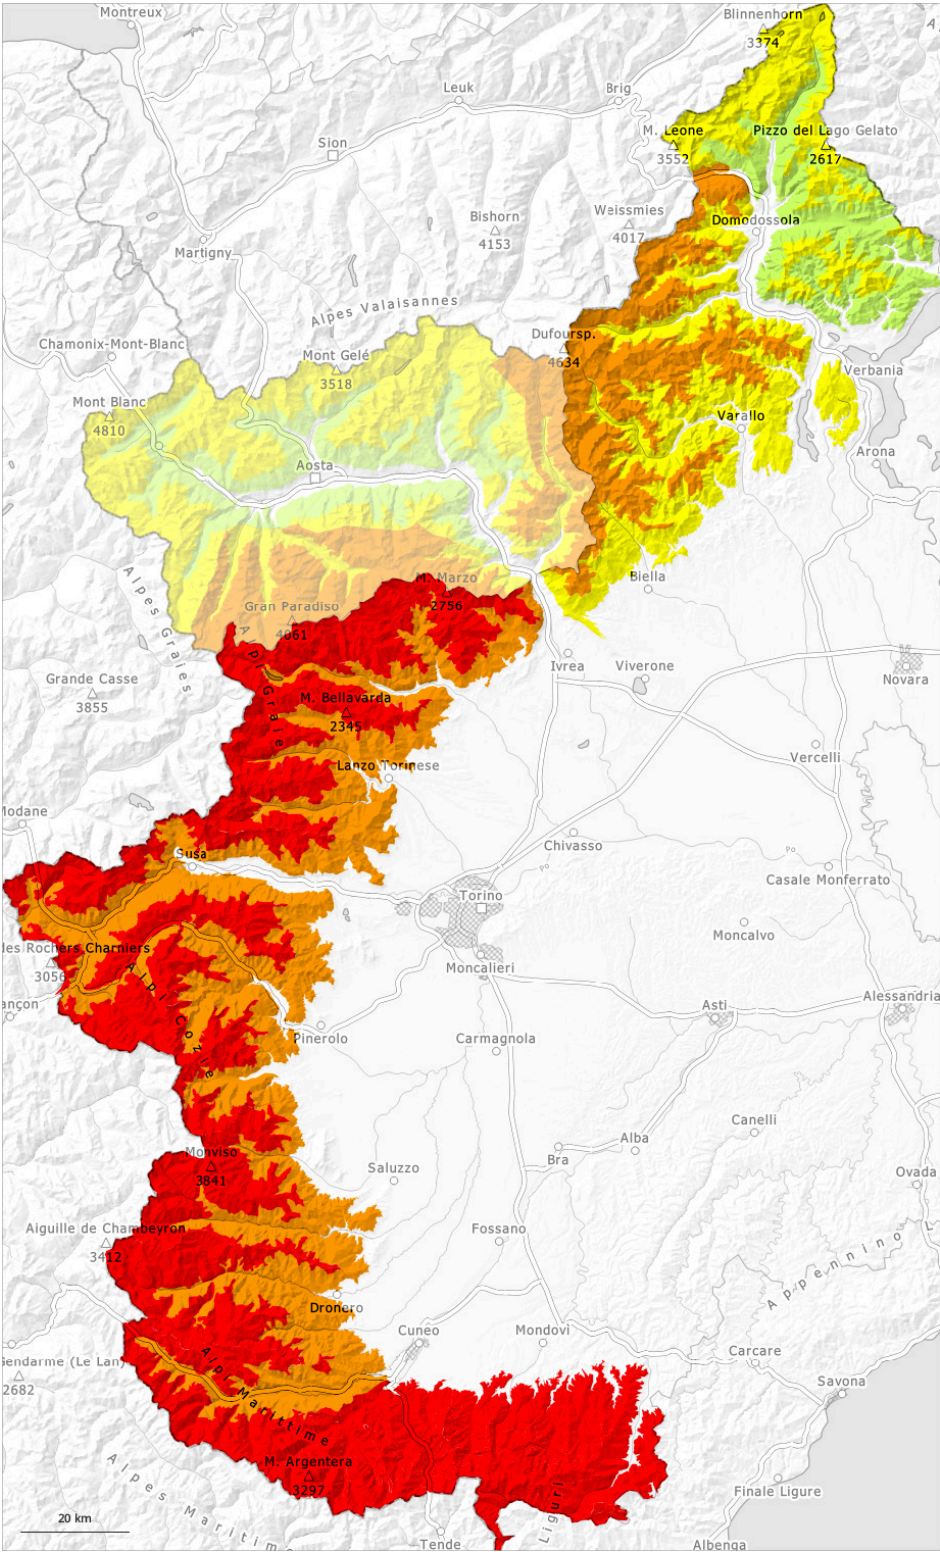 Montreux
Blinnenhorn
3374
Leuk
Brig
M. Leone
3552
Pizzo del Lago Gelato
2617
Sion
Bishorn
4153
Weissmies
4017
Domodossola
Martigny
Alpes Valaisannes
Chamonix-Mont-Blanc
Mont Gelé
3518
Dufoursp.
4634
Verbania
Mont Blanc
4810
Varallo
Arona
Aosta
Alpes Graies
M. Marzo
2756
Biella
Gran Paradiso
4061
Alpi Graie
Ivrea
Viverone
Novara
Grande Casse
3855
M. Bellavarda
2345
Vercelli
Lanzo Torinese
Modane
Chivasso
Po
Po
Susa
Casale Monferrato
Torino
des Rochers Charniers
3056
Moncalvo
Moncalieri
Alpi Cozie
ançon
Asti
Alessandria
Pinerolo
Carmagnola
Canelli
Alba
Bra
Monviso
3841
Saluzzo
Ovada
Aiguille de Chambeyron
3412
Fossano
Appennino L
Dronero
Cuneo
Mondovì
Carcare
Gendarme (Le Lan
2682
Alpi Marittime
Savona
M. Argentera
3297
Alpes Maritime
Liguri
Finale Ligure
20 km
Tende
Albenga